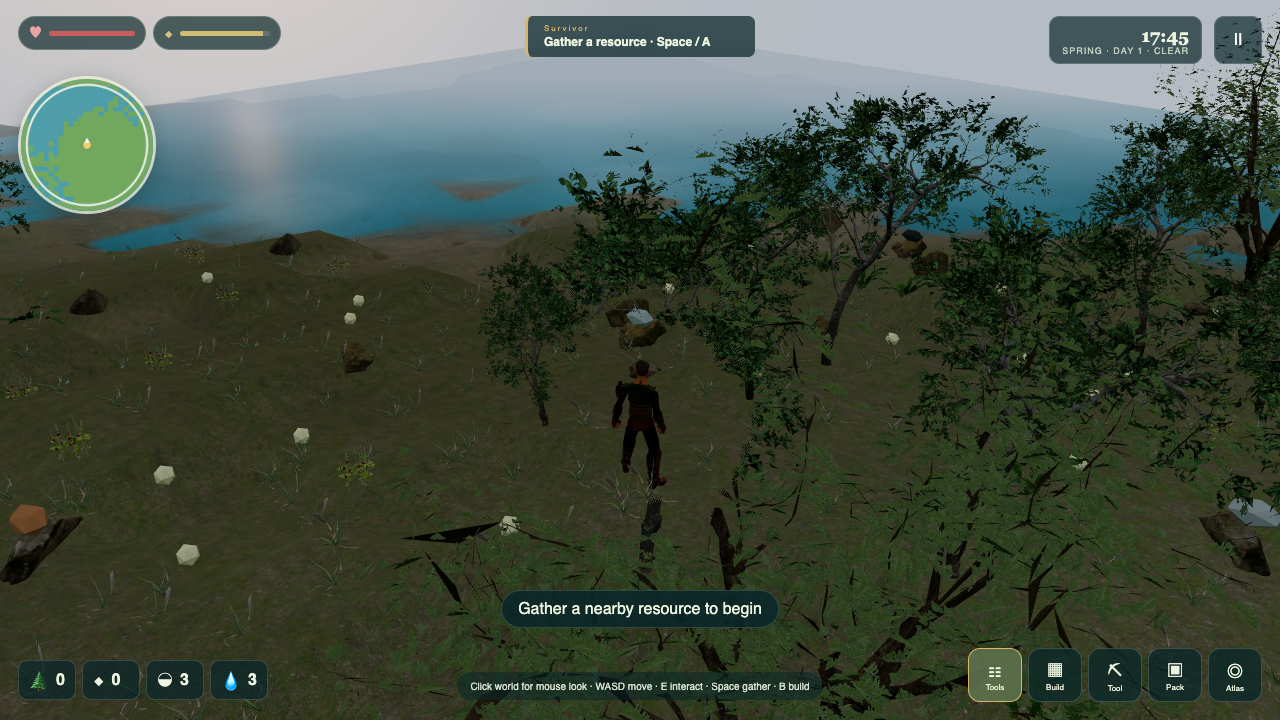 Survivor
Gather a resource · Space / A
17:45
SPRING · DAY 1 · CLEAR
Gather a nearby resource to begin
0
0
3
3
Click world for mouse look · WASD move · E interact · Space gather · B build
Tools
Build
Tool
Pack
Atlas